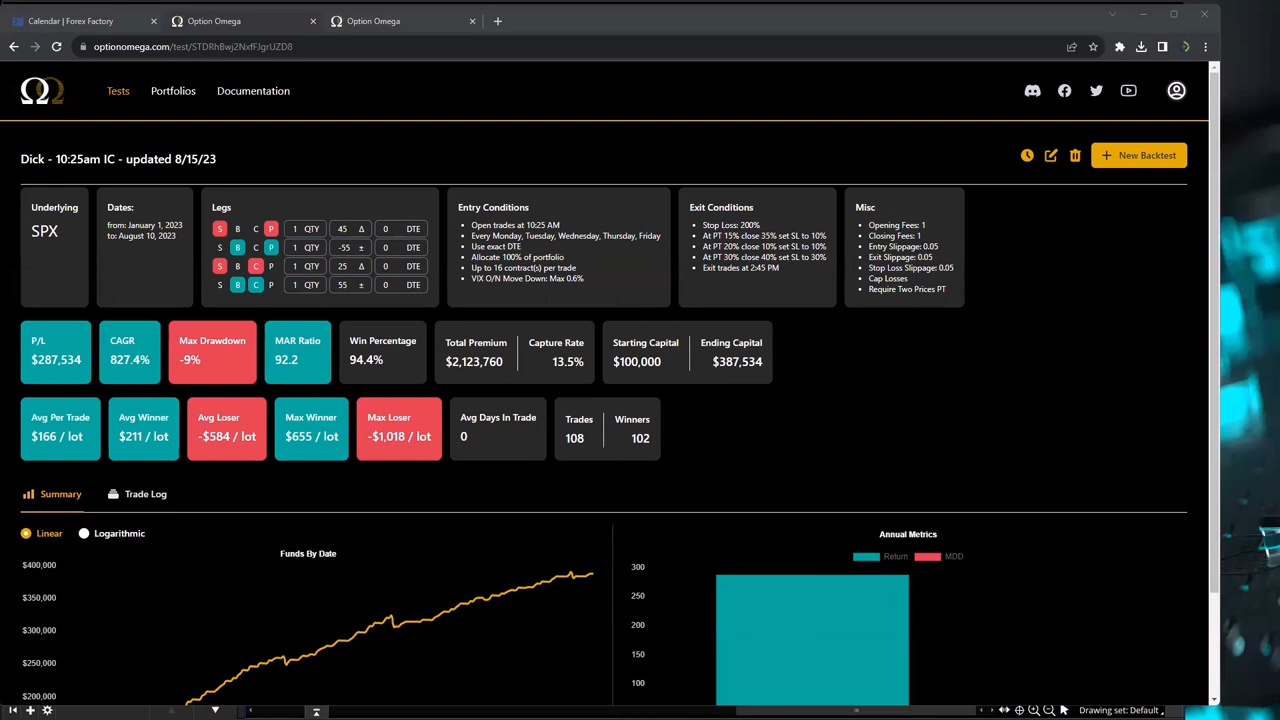 Calendar | Forex Factory
Option Omega
Option Omega
optionomega.com/test/STDRhBwj2NxfFJgrUZD8
ΩΩ
Tests
Portfolios
Documentation
Dick - 10:25am IC - updated 8/15/23
New Backtest
Underlying
SPX
Dates:
from: January 1, 2023
to: August 10, 2023
Legs
S B C P 1 QTY 45 Δ 0 DTE
S B C P 1 QTY -55 ± 0 DTE
S B C P 1 QTY 25 Δ 0 DTE
S B C P 1 QTY 55 ± 0 DTE
Entry Conditions
Open trades at 10:25 AM
Every Monday, Tuesday, Wednesday, Thursday, Friday
Use exact DTE
Allocate 100% of portfolio
Up to 16 contract(s) per trade
VIX O/N Move Down: Max 0.6%
Exit Conditions
Stop Loss: 200%
At PT 15% close 35% set SL to 10%
At PT 20% close 10% set SL to 10%
At PT 30% close 40% set SL to 30%
Exit trades at 2:45 PM
Misc
Opening Fees: 1
Closing Fees: 1
Entry Slippage: 0.05
Exit Slippage: 0.05
Stop Loss Slippage: 0.05
Cap Losses
Require Two Prices PT
P/L
$287,534
CAGR
827.4%
Max Drawdown
-9%
MAR Ratio
92.2
Win Percentage
94.4%
Total Premium
$2,123,760
Capture Rate
13.5%
Starting Capital
$100,000
Ending Capital
$387,534
Avg Per Trade
$166 / lot
Avg Winner
$211 / lot
Avg Loser
-$584 / lot
Max Winner
$655 / lot
Max Loser
-$1,018 / lot
Avg Days In Trade
0
Trades
108
Winners
102
Summary
Trade Log
Linear
Logarithmic
Funds By Date
$400,000
$350,000
$300,000
$250,000
$200,000
Annual Metrics
Return
MDD
300
250
200
150
100
Drawing set: Default